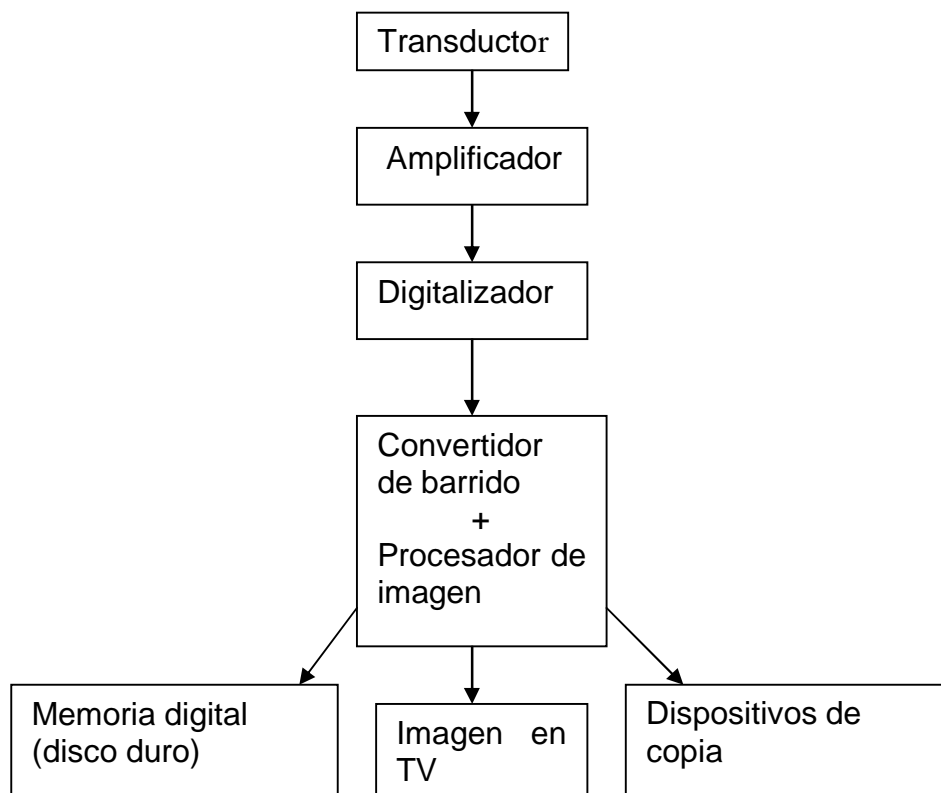 Transductor
Amplificador
Digitalizador
Convertidor
de barrido
+
Procesador de
imagen
Memoria digital
(disco duro)
Imagen en
TV
Dispositivos de
copia